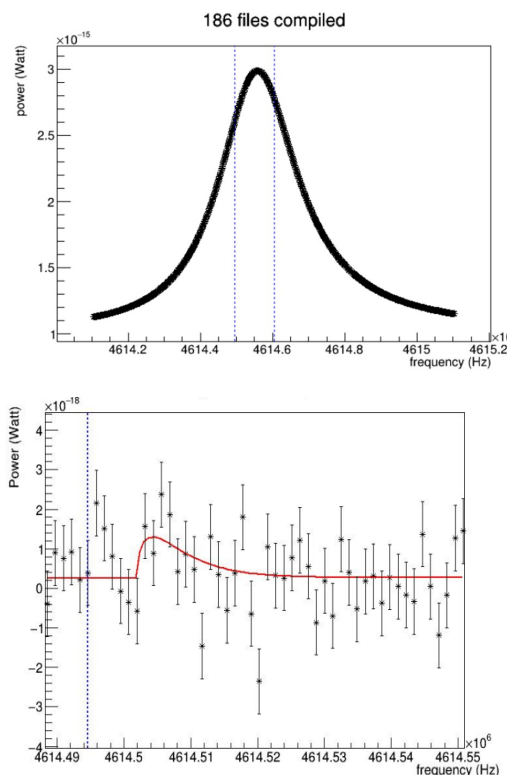 186 files compiled
×10⁻¹⁵
power (Watt)
3
2.5
2
1.5
1
4614.2 4614.4 4614.6 4614.8 4615 4615.2
frequency (Hz)
×10⁻¹⁸
Power (Watt)
4
3
2
1
0
−1
−2
−3
−4
4614.49 4614.5 4614.51 4614.52 4614.53 4614.54 4614.55
×10⁶
frequency (Hz)